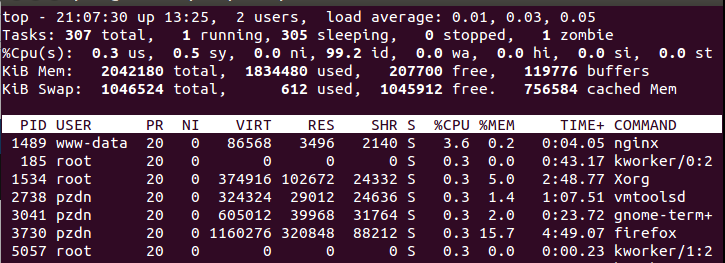 top - 21:07:30 up 13:25,  2 users,  load average: 0.01, 0.03, 0.05
Tasks: 307 total,   1 running, 305 sleeping,   0 stopped,   1 zombie
%Cpu(s):  0.3 us,  0.5 sy,  0.0 ni, 99.2 id,  0.0 wa,  0.0 hi,  0.0 si,  0.0 st
KiB Mem:   2042180 total,  1834480 used,   207700 free,   119776 buffers
KiB Swap:  1046524 total,      612 used,  1045912 free.   756584 cached Mem
PID USER      PR  NI    VIRT    RES    SHR S  %CPU %MEM     TIME+ COMMAND
1489 www-data  20   0   86568   3496   2140 S   3.6  0.2   0:04.05 nginx
185 root      20   0       0      0      0 S   0.3  0.0   0:43.17 kworker/0:2
1534 root      20   0  374916 102672  24332 S   0.3  5.0   2:48.77 Xorg
2738 pzdn      20   0  324324  29012  24636 S   0.3  1.4   1:07.51 vmtoolsd
3041 pzdn      20   0  605012  39968  31764 S   0.3  2.0   0:23.72 gnome-term+
3730 pzdn      20   0 1160276 320848  88212 S   0.3 15.7   4:49.07 firefox
5057 root      20   0       0      0      0 S   0.3  0.0   0:00.23 kworker/1:2